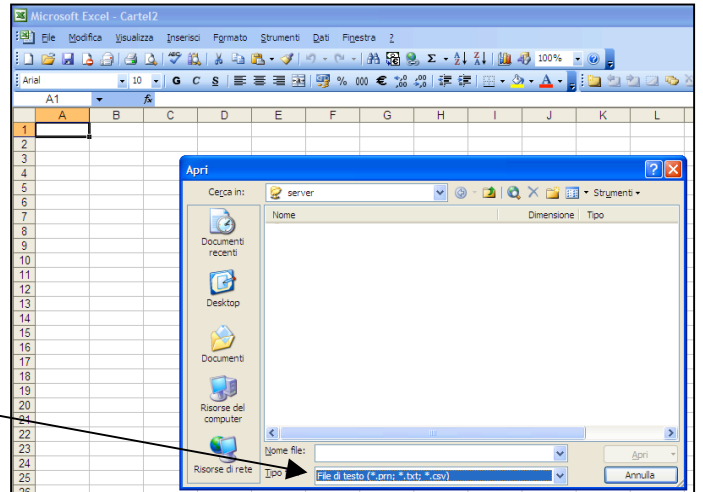 Microsoft Excel - Cartel2
File Modifica Visualizza Inserisci Formato Strumenti Dati Finestra ?
100%
Arial 10 G C S % 000 €
A1 fx
A B C D E F G H I J K L
1
2
3
4
5
6
7
8
9
10
11
12
13
14
15
16
17
18
19
20
21
22
23
24
25
26
Apri
Cerca in: server Strumenti
Nome Dimensione Tipo
Documenti recenti
Desktop
Documenti
Risorse del computer
Risorse di rete
Nome file: Apri
Tipo File di testo (*.prn; *.txt; *.csv) Annulla